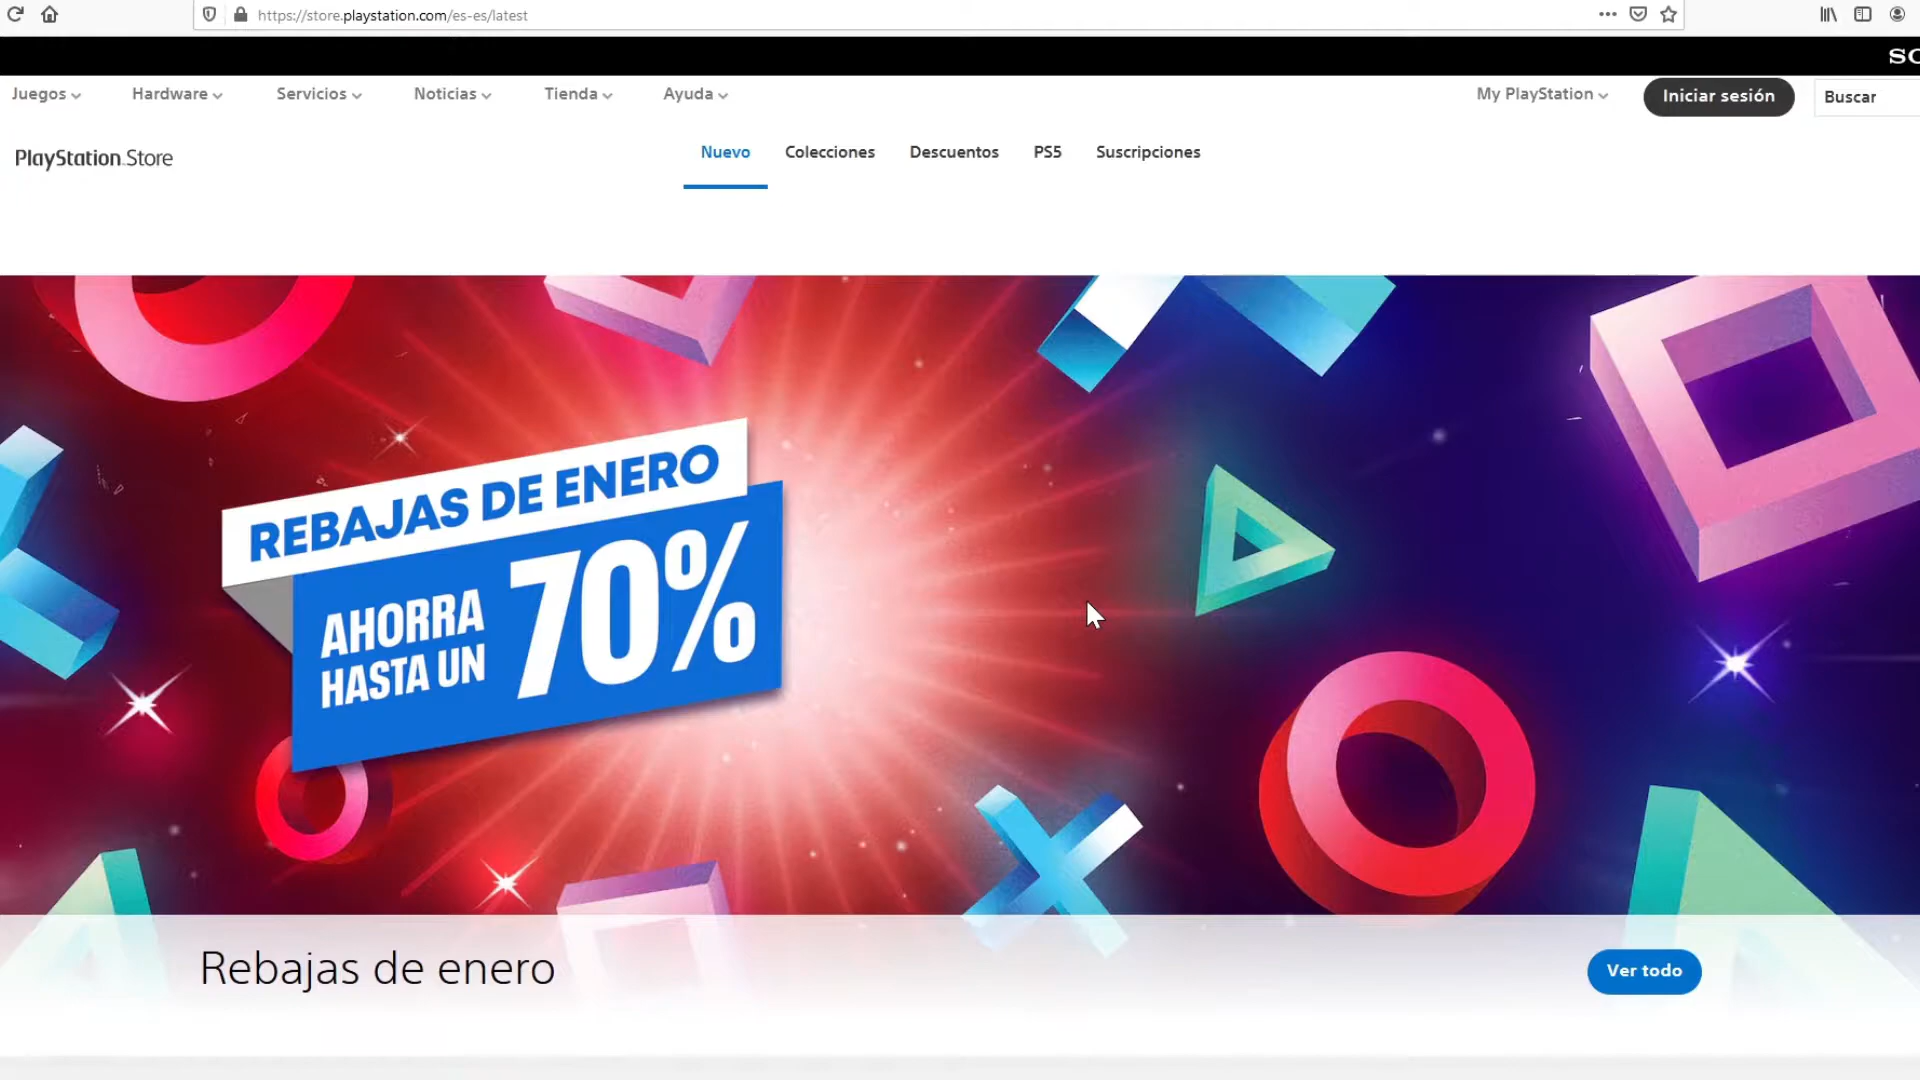 https://store.playstation.com/es-es/latest
Juegos Hardware Servicios Noticias Tienda Ayuda My PlayStation Iniciar sesión Buscar
PlayStation Store Nuevo Colecciones Descuentos PS5 Suscripciones
REBAJAS DE ENERO
AHORRA
HASTA UN
70%
Rebajas de enero
Ver todo